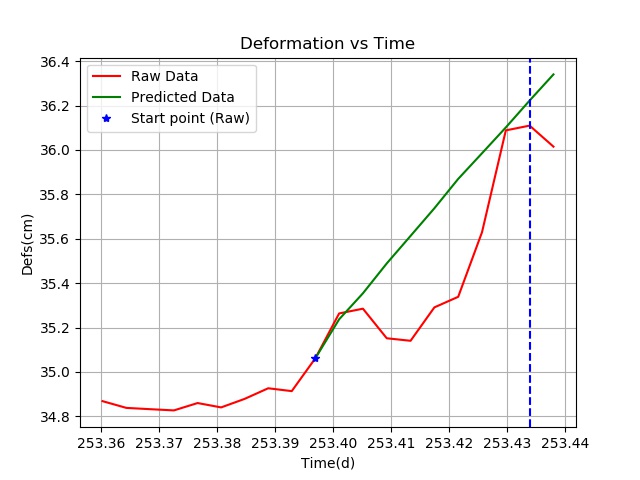 Deformation vs Time
Raw Data
Predicted Data
Start point (Raw)
Defs(cm)
36.4
36.2
36.0
35.8
35.6
35.4
35.2
35.0
34.8
253.36 253.37 253.38 253.39 253.40 253.41 253.42 253.43 253.44
Time(d)